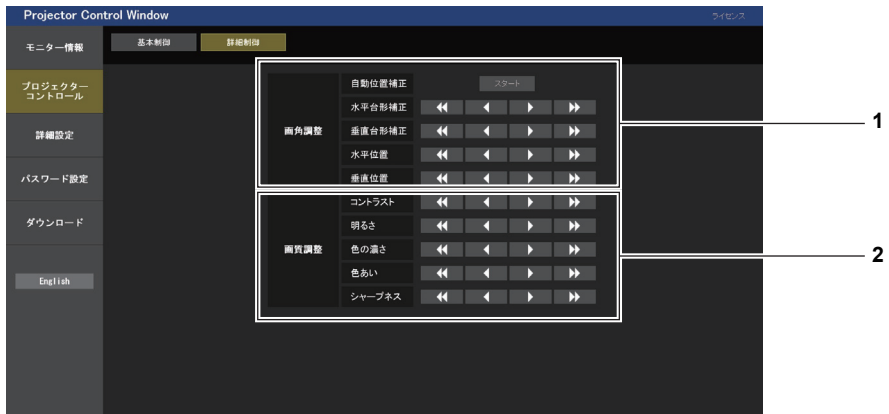 Projector Control Window
ライセンス
モニター情報
基本制御
詳細制御
プロジェクター
コントロール
詳細設定
パスワード設定
ダウンロード
English
画角調整
自動位置補正
スタート
水平台形補正
垂直台形補正
水平位置
垂直位置
1
画質調整
コントラスト
明るさ
色の濃さ
色あい
シャープネス
2